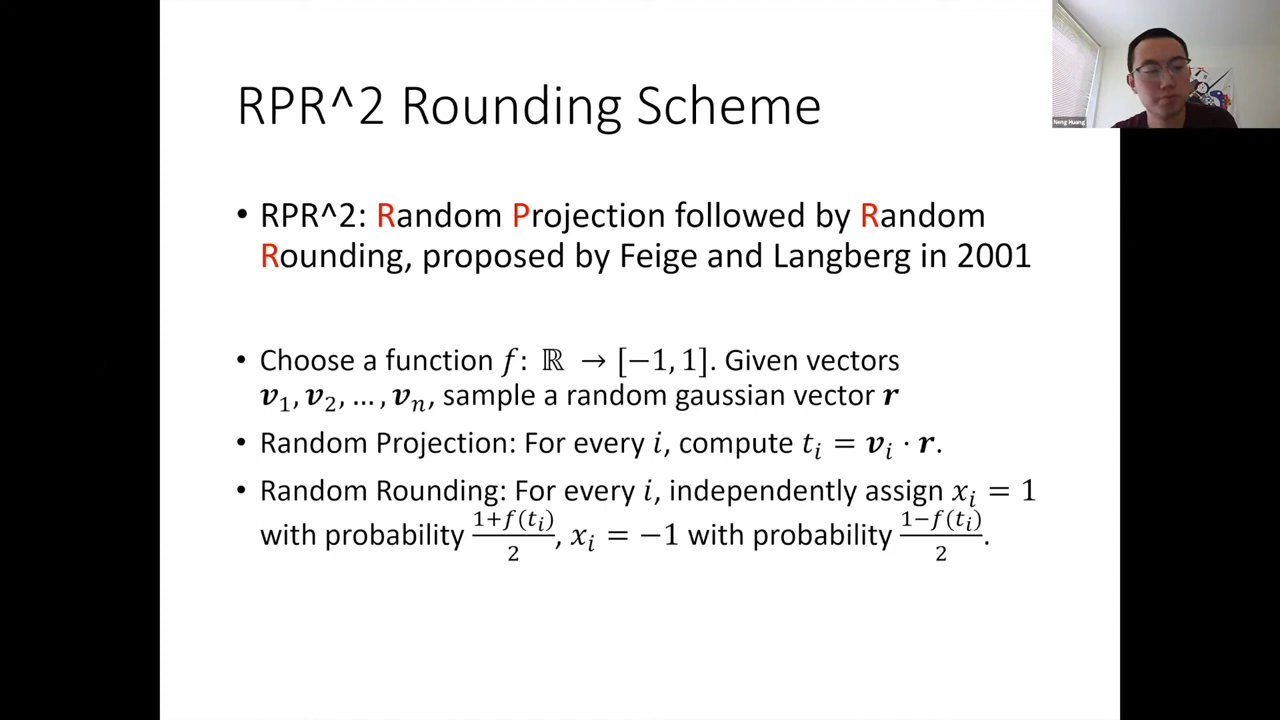 RPR^2 Rounding Scheme
Neng Huang
• RPR^2: Random Projection followed by Random
Rounding, proposed by Feige and Langberg in 2001
• Choose a function f: ℝ → [−1, 1]. Given vectors
𝒗₁, 𝒗₂, … , 𝒗ₙ, sample a random gaussian vector 𝒓
• Random Projection: For every i, compute tᵢ = 𝒗ᵢ · 𝒓.
• Random Rounding: For every i, independently assign xᵢ = 1
with probability (1+f(tᵢ))/2, xᵢ = −1 with probability (1−f(tᵢ))/2.